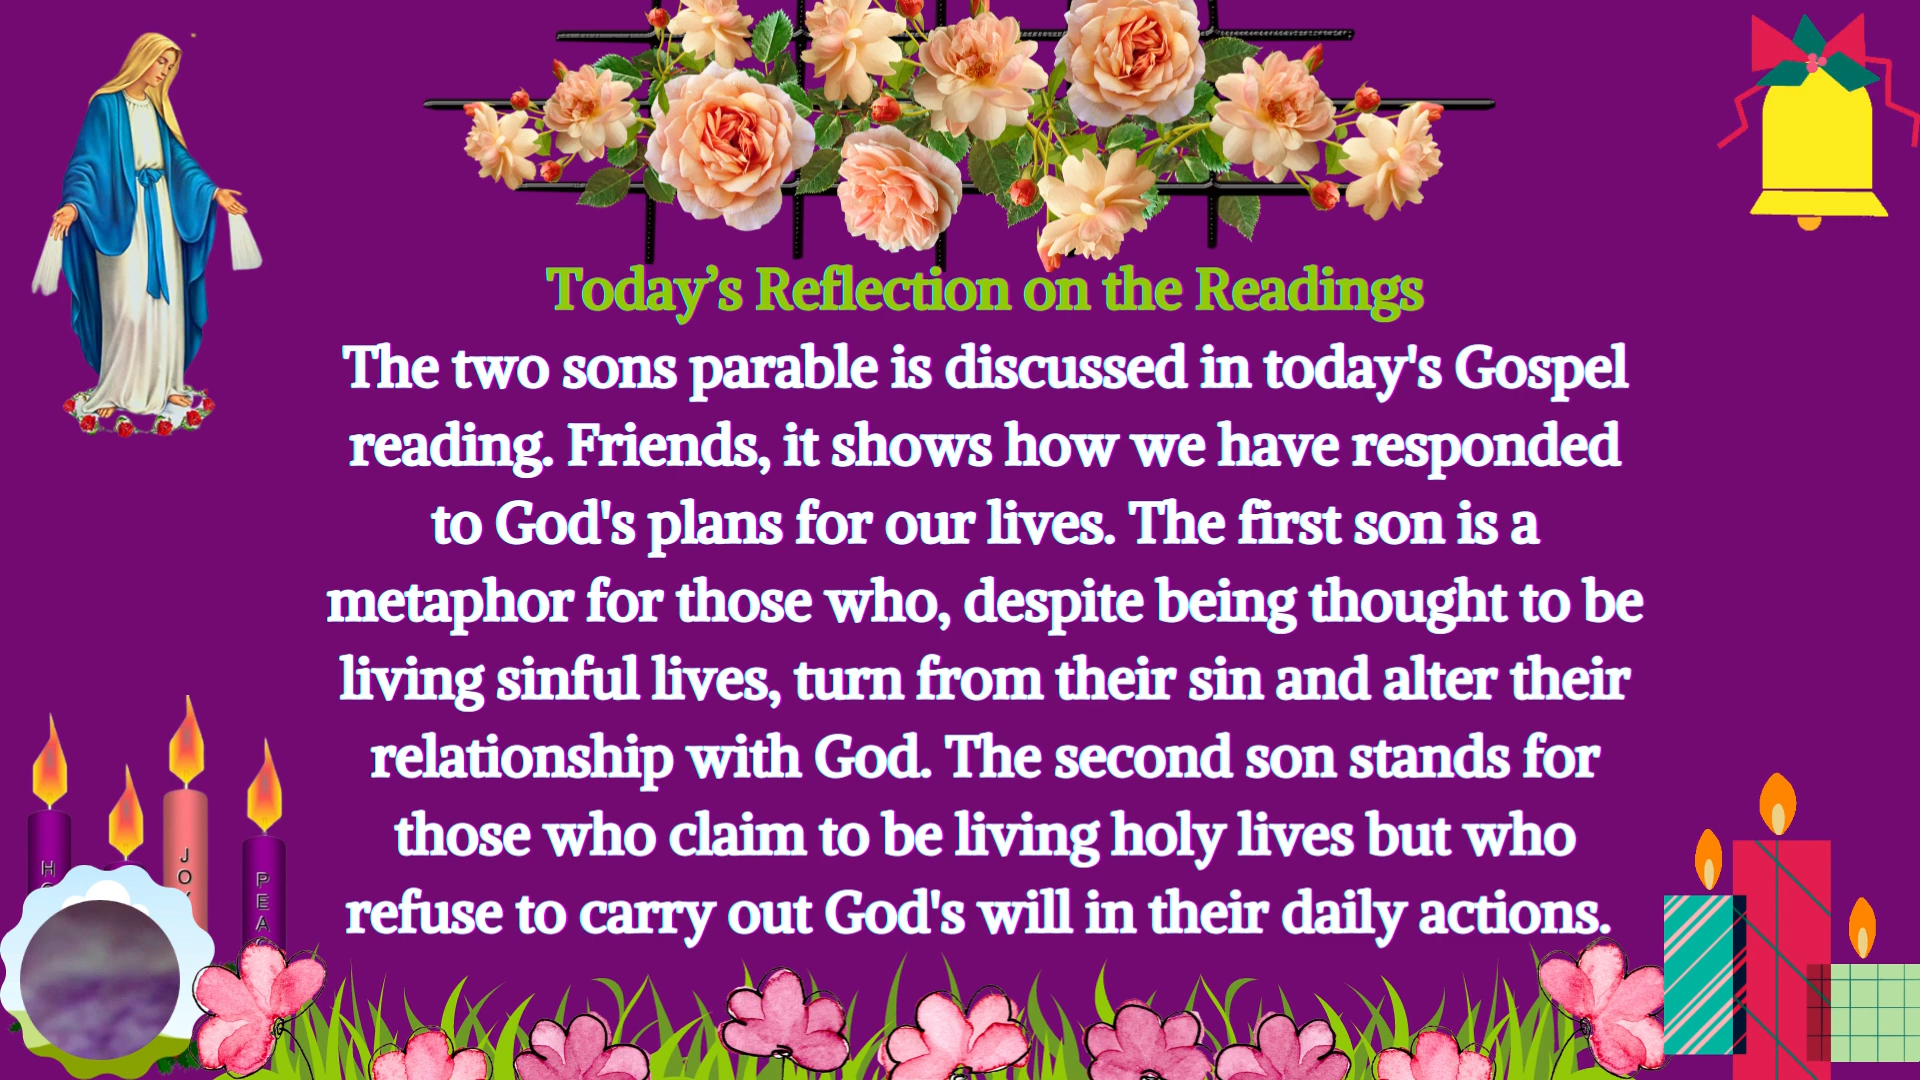 Today’s Reflection on the Readings
The two sons parable is discussed in today's Gospel
reading. Friends, it shows how we have responded
to God's plans for our lives. The first son is a
metaphor for those who, despite being thought to be
living sinful lives, turn from their sin and alter their
relationship with God. The second son stands for
those who claim to be living holy lives but who
refuse to carry out God's will in their daily actions.
JOY
PEAC